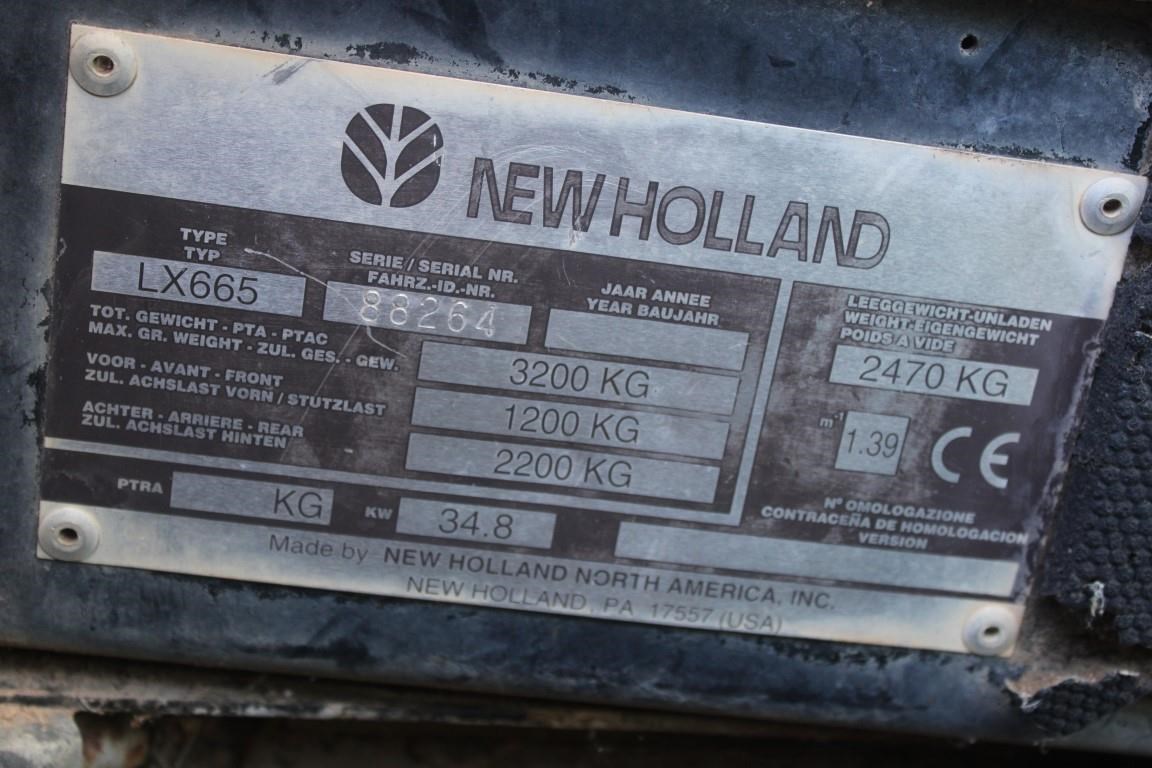 NEW HOLLAND
TYPE
TYP
LX665
SERIE / SERIAL NR.
FAHRZ.-ID.-NR.
88264
JAAR ANNEE
YEAR BAUJAHR
TOT. GEWICHT - PTA - PTAC
MAX. GR. WEIGHT - ZUL. GES. - GEW.
3200 KG
VOOR - AVANT - FRONT
ZUL. ACHSLAST VORN / STUTZLAST
1200 KG
ACHTER - ARRIERE - REAR
ZUL. ACHSLAST HINTEN
2200 KG
LEEGGEWICHT-UNLADEN
WEIGHT-EIGENGEWICHT
POIDS A VIDE
2470 KG
m-1 1.39 CE
PTRA KG KW 34.8
N° OMOLOGAZIONE
CONTRACEÑA DE HOMOLOGACION
VERSION
Made by NEW HOLLAND NORTH AMERICA, INC.
NEW HOLLAND, PA 17557 (USA)